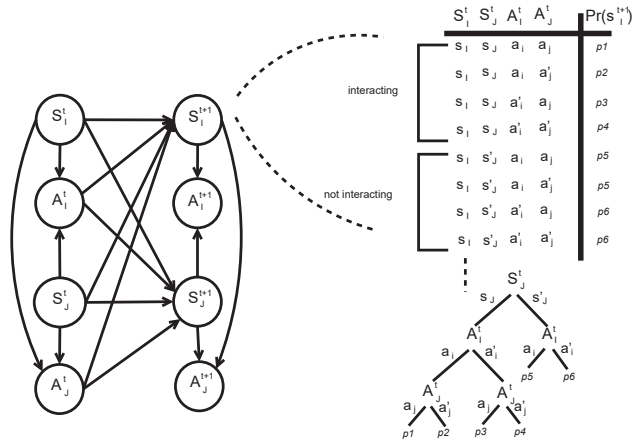 S_I^t S_J^t A_I^t A_J^t Pr(s_I^{t+1})
s_I s_J a_i a_j p1
s_I s_J a_i a'_j p2
interacting
s_I s_J a'_i a_j p3
s_I s_J a'_i a'_j p4
s_I s'_J a_i a_j p5
s_I s'_J a_i a'_j p5
not interacting
s_I s'_J a'_i a_j p6
s_I s'_J a'_i a'_j p6
S_I^t S_I^{t+1}
A_I^t A_I^{t+1}
S_J^t S_J^{t+1}
A_J^t A_J^{t+1}
S_J^t
s_J s'_J
A_I^t A_I^t
a_i a'_i a_i a'_i
p5 p6
A_J^t A_J^t
a_j a'_j a_j a'_j
p1 p2 p3 p4